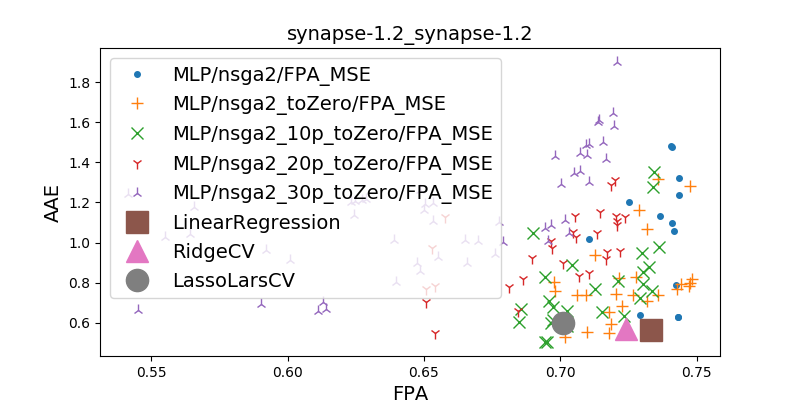 synapse-1.2_synapse-1.2
AAE
1.8
1.6
1.4
1.2
1.0
0.8
0.6
MLP/nsga2/FPA_MSE
MLP/nsga2_toZero/FPA_MSE
MLP/nsga2_10p_toZero/FPA_MSE
MLP/nsga2_20p_toZero/FPA_MSE
MLP/nsga2_30p_toZero/FPA_MSE
LinearRegression
RidgeCV
LassoLarsCV
0.55 0.60 0.65 0.70 0.75
FPA